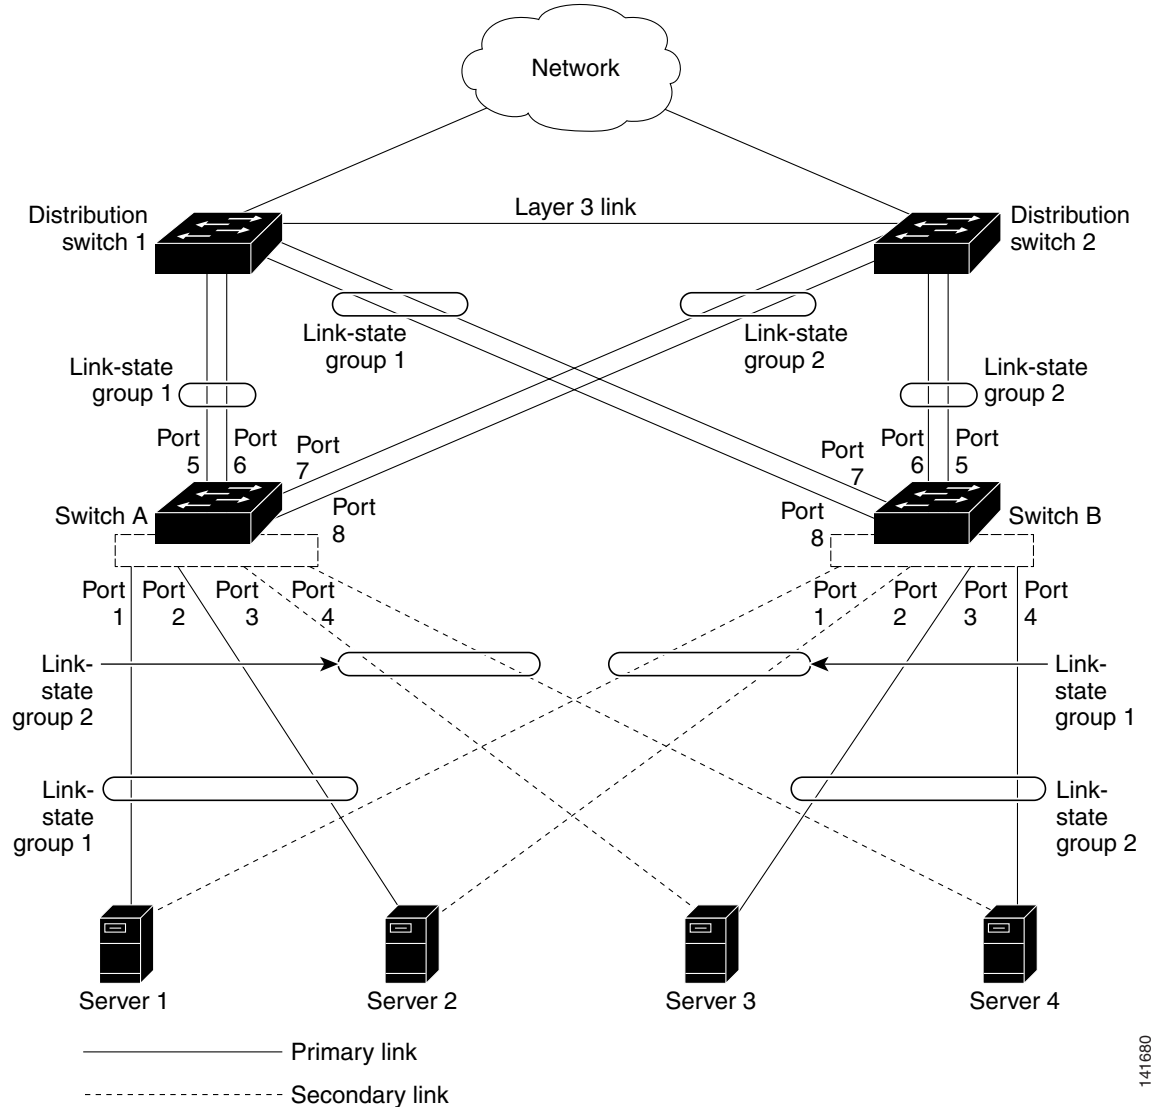 Network
Layer 3 link
Distribution
switch 1
Distribution
switch 2
Link-state
group 1
Link-state
group 2
Link-state
group 1
Link-state
group 2
Port
5
Port
6
Port
7
Port
8
Port
7
Port
6
Port
5
Port
8
Switch A
Switch B
Port
1
Port
2
Port
3
Port
4
Port
1
Port
2
Port
3
Port
4
Link-
state
group 2
Link-
state
group 1
Link-
state
group 1
Link-
state
group 2
Server 1
Server 2
Server 3
Server 4
Primary link
Secondary link
141680